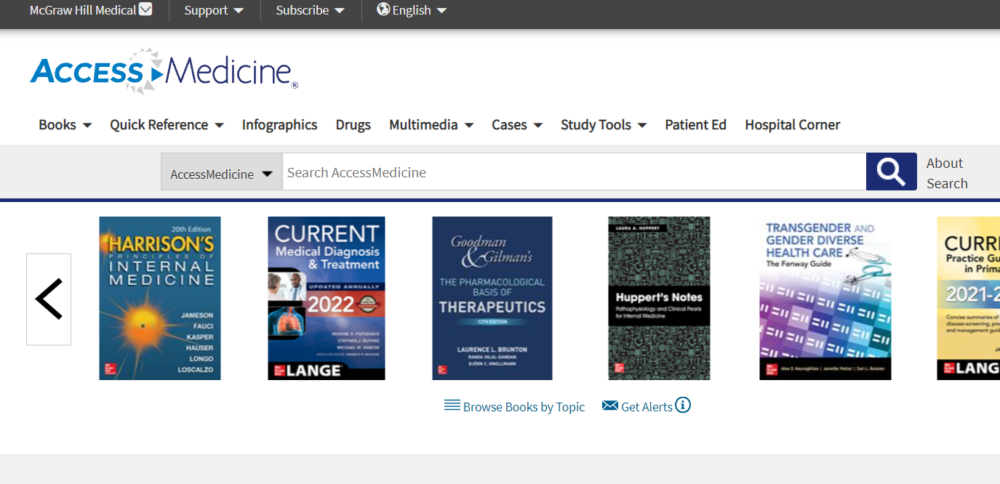 McGraw Hill Medical
Support
Subscribe
English
ACCESS Medicine®
Books
Quick Reference
Infographics
Drugs
Multimedia
Cases
Study Tools
Patient Ed
Hospital Corner
AccessMedicine
Search AccessMedicine
About
Search
20th Edition
HARRISON'S
PRINCIPLES OF
INTERNAL
MEDICINE
JAMESON
FAUCI
KASPER
HAUSER
LONGO
LOSCALZO
CURRENT
Medical Diagnosis
& Treatment
UPDATED ANNUALLY
2022
MAXINE A. PAPADAKIS
STEPHEN J. McPHEE
MICHAEL W. RABOW
LANGE
Goodman
& Gilman's
THE PHARMACOLOGICAL
BASIS OF
THERAPEUTICS
13TH EDITION
LAURENCE L. BRUNTON
RANDA HILAL-DANDAN
BJÖRN C. KNOLLMANN
LAURA A. HUPPERT
Huppert's Notes
Pathophysiology and Clinical Pearls
for Internal Medicine
TRANSGENDER AND
GENDER DIVERSE
HEALTH CARE
The Fenway Guide
Alex S. Keuroghlian | Jennifer Potter | Sari L. Reisner
CURR
Practice Gu
in Prima
2021-2
Concise summaries of
disease-screening, pre
and management guid
JA
LANG
Browse Books by Topic
Get Alerts